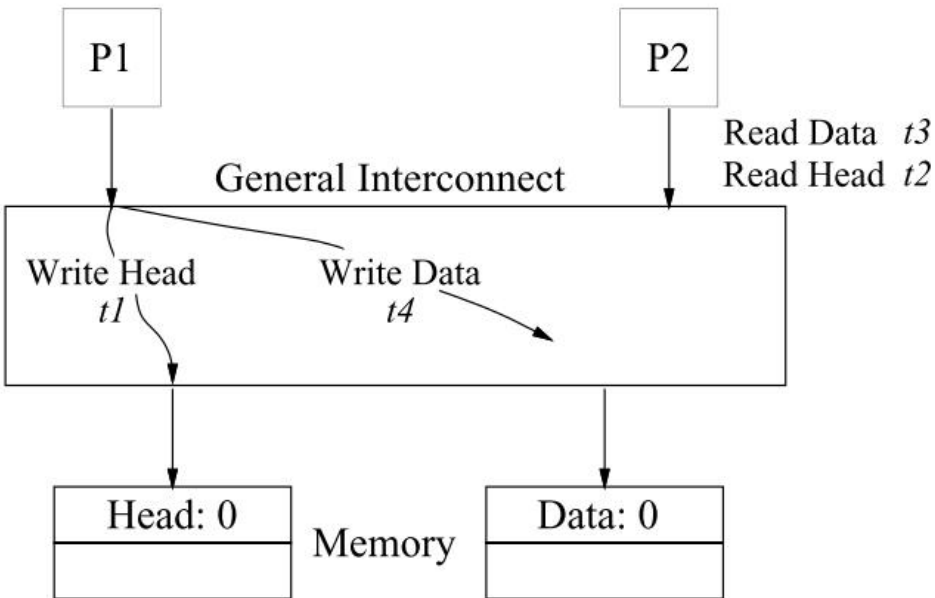 P1
P2
Read Data t3
General Interconnect
Read Head t2
Write Head
t1
Write Data
t4
Head: 0
Data: 0
Memory